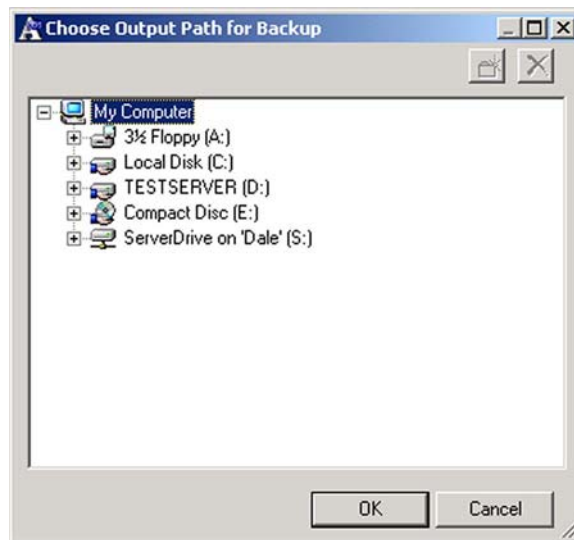 Choose Output Path for Backup
My Computer
3½ Floppy (A:)
Local Disk (C:)
TESTSERVER (D:)
Compact Disc (E:)
ServerDrive on 'Dale' (S:)
OK
Cancel